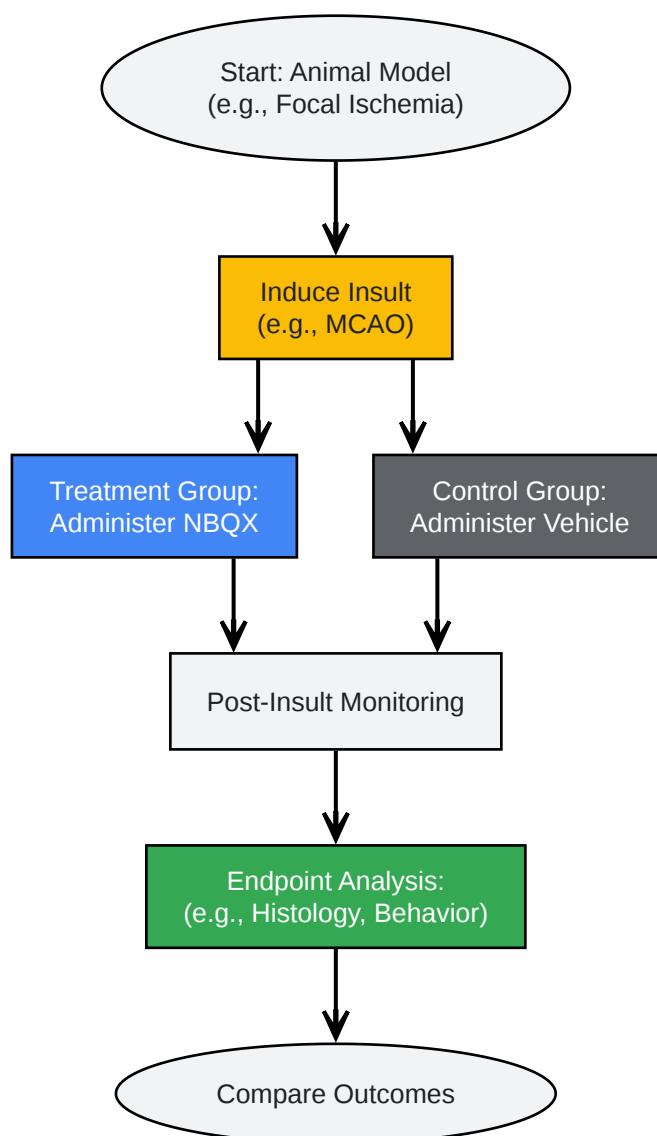 Start: Animal Model
(e.g., Focal Ischemia)
Induce Insult
(e.g., MCAO)
Treatment Group:
Administer NBQX
Control Group:
Administer Vehicle
Post-Insult Monitoring
Endpoint Analysis:
(e.g., Histology, Behavior)
Compare Outcomes